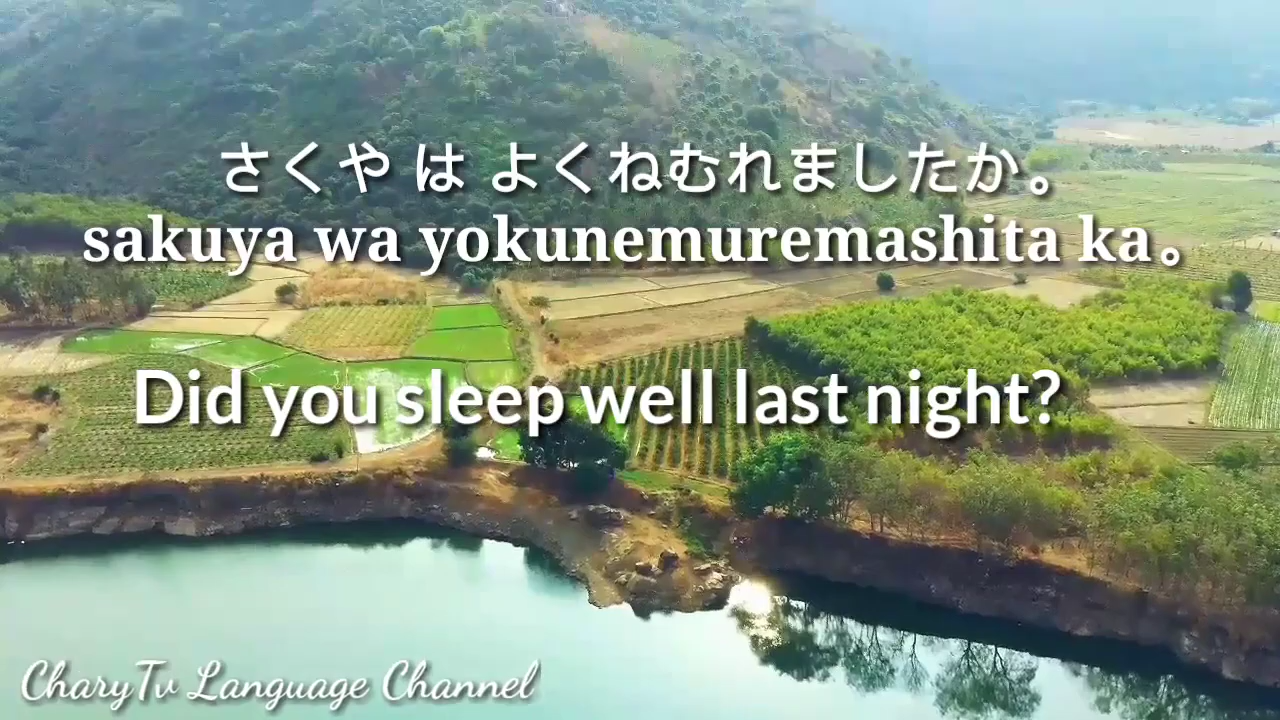 さくや は よくねむれましたか。
sakuya wa yokunemuremashita ka。
Did you sleep well last night?
CharyTv Language Channel